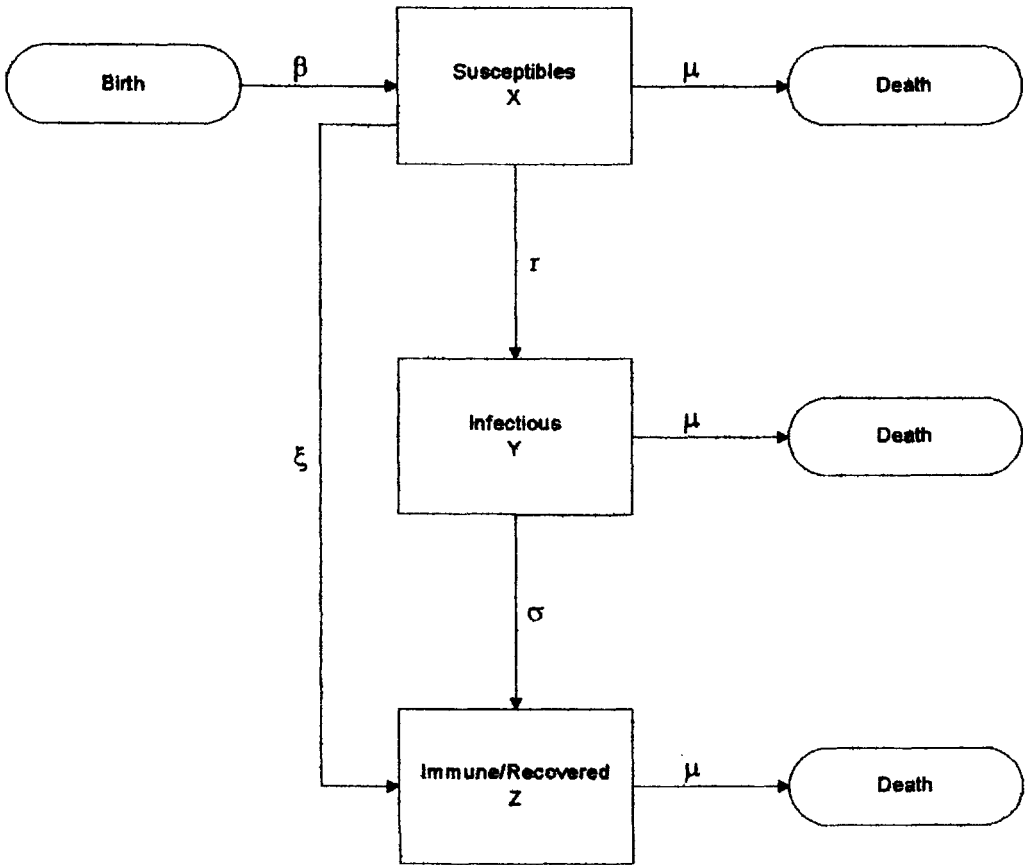 Birth
β
Susceptibles
X
μ
Death
r
Infectious
Y
μ
Death
ξ
σ
Immune/Recovered
Z
μ
Death